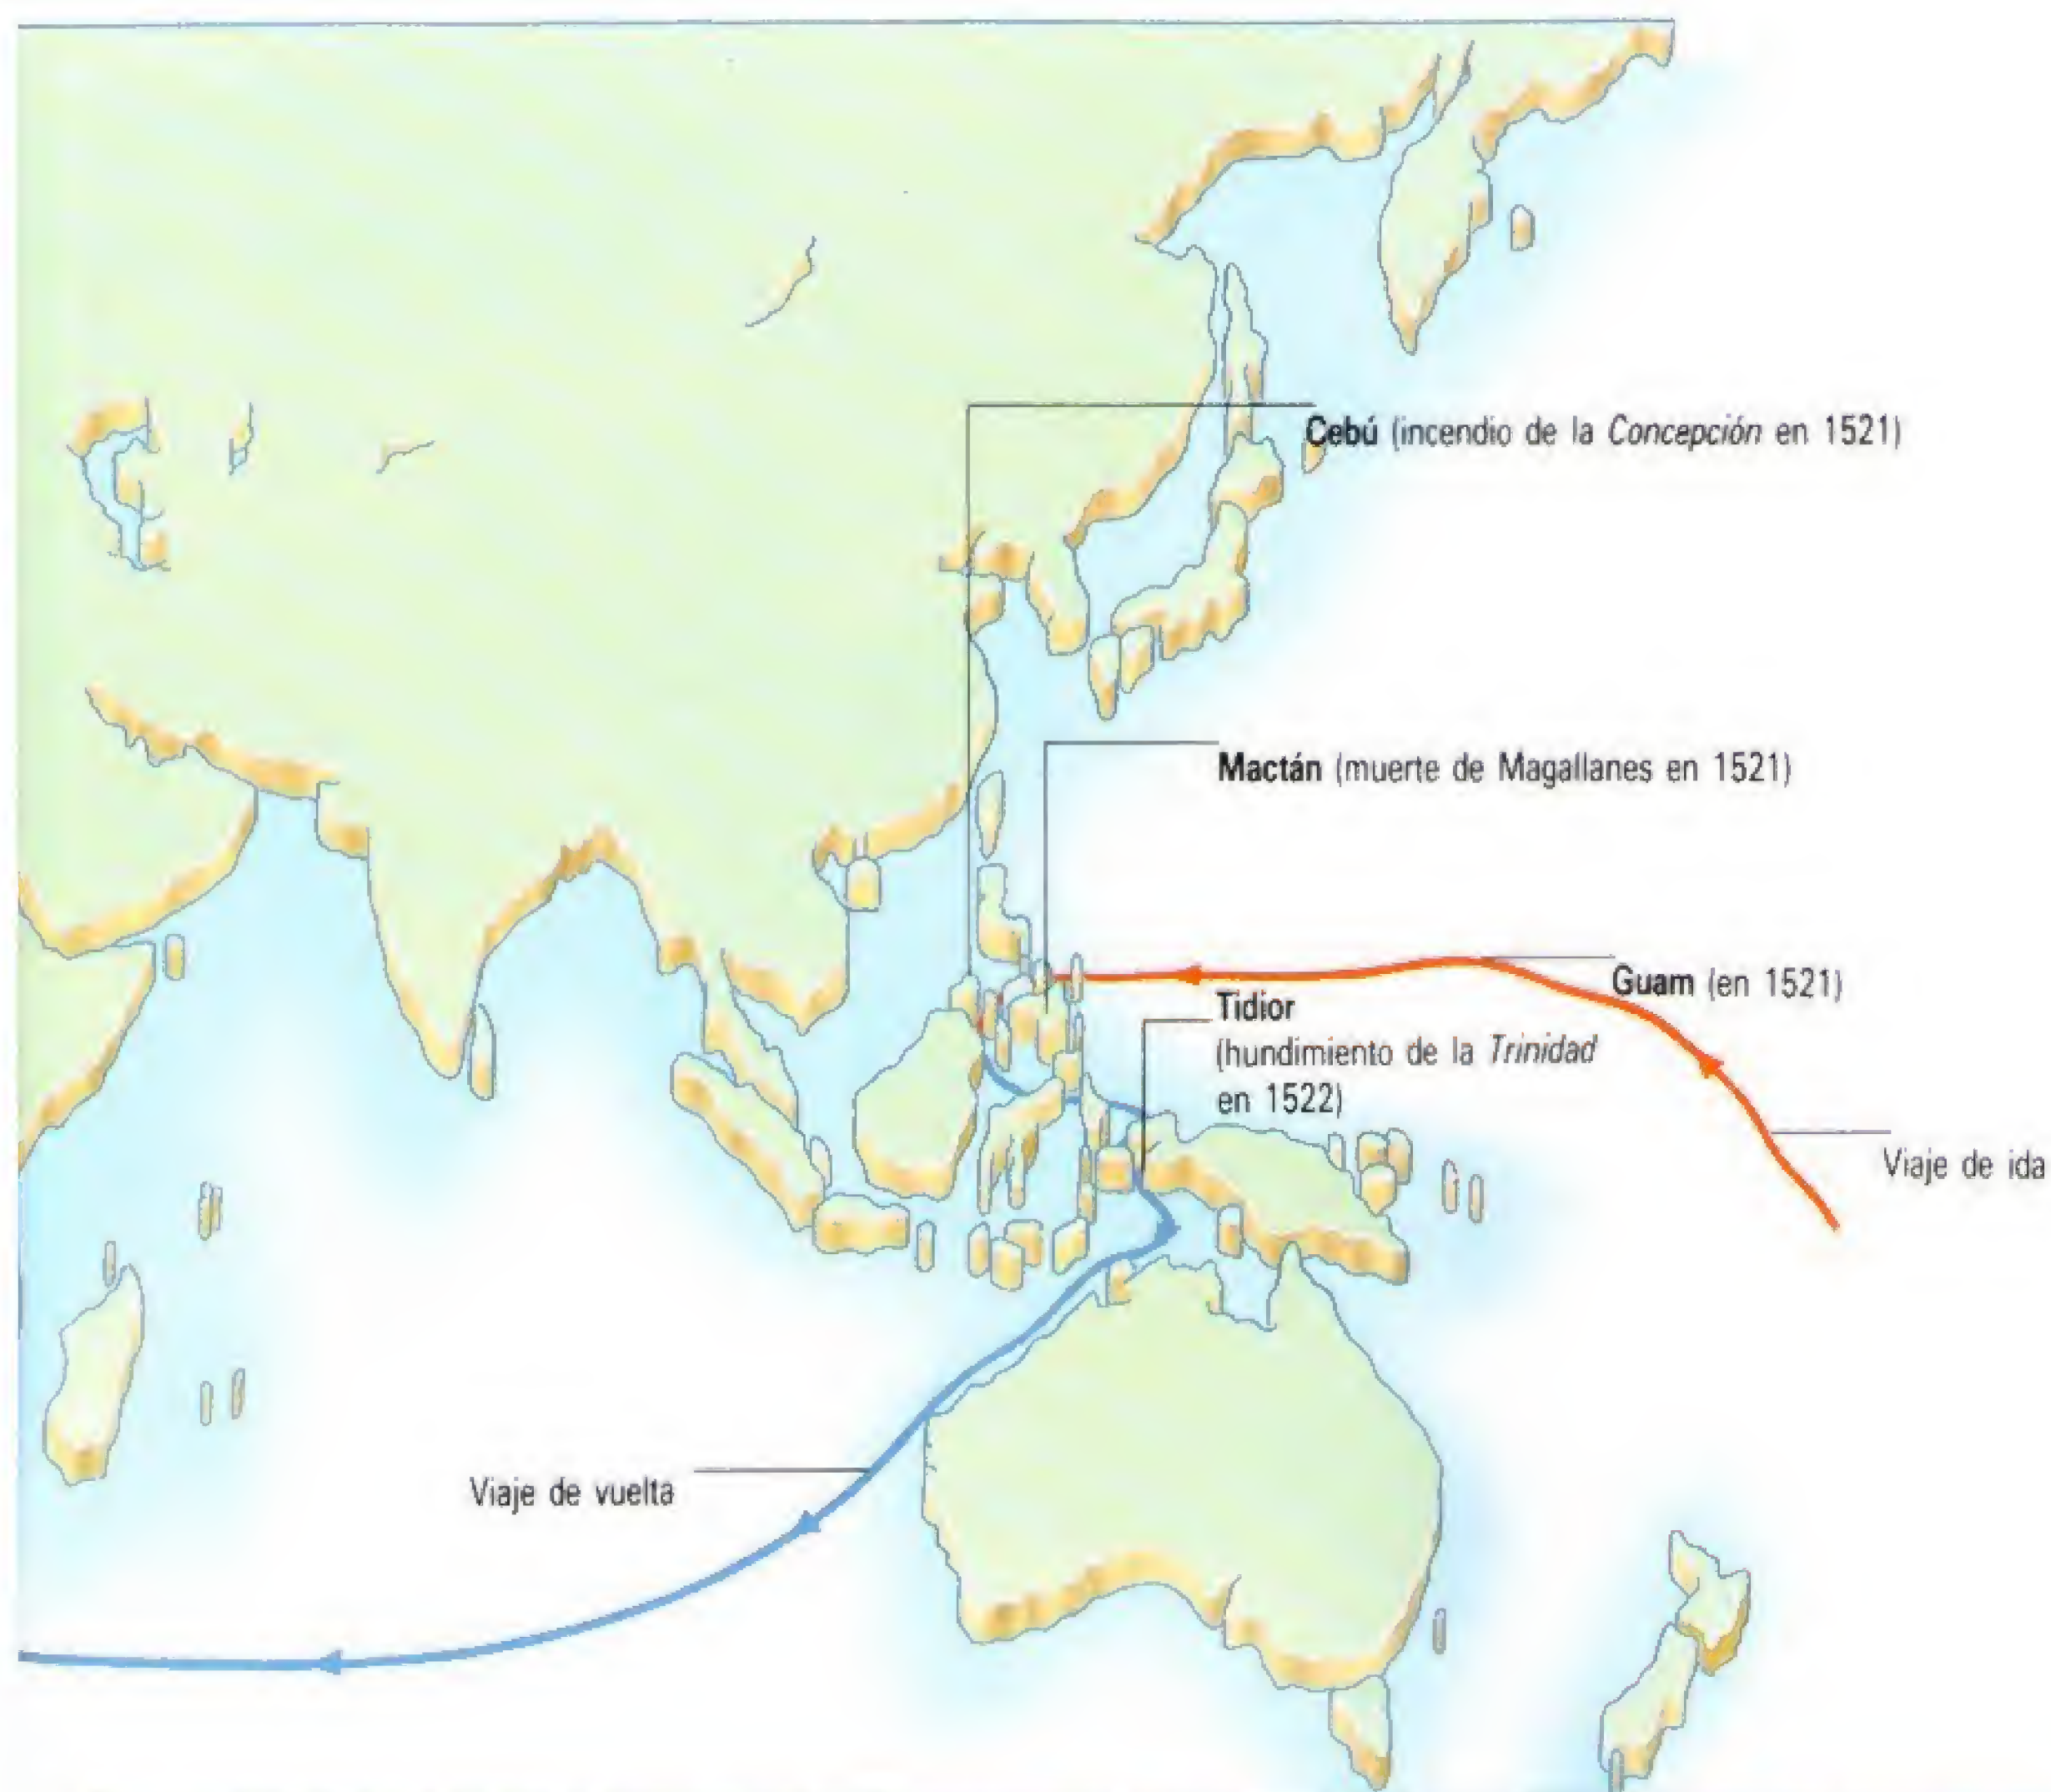 Cebú (incendio de la Concepción en 1521)
Mactán (muerte de Magallanes en 1521)
Guam (en 1521)
Tidior
(hundimiento de la Trinidad
en 1522)
Viaje de ida
Viaje de vuelta